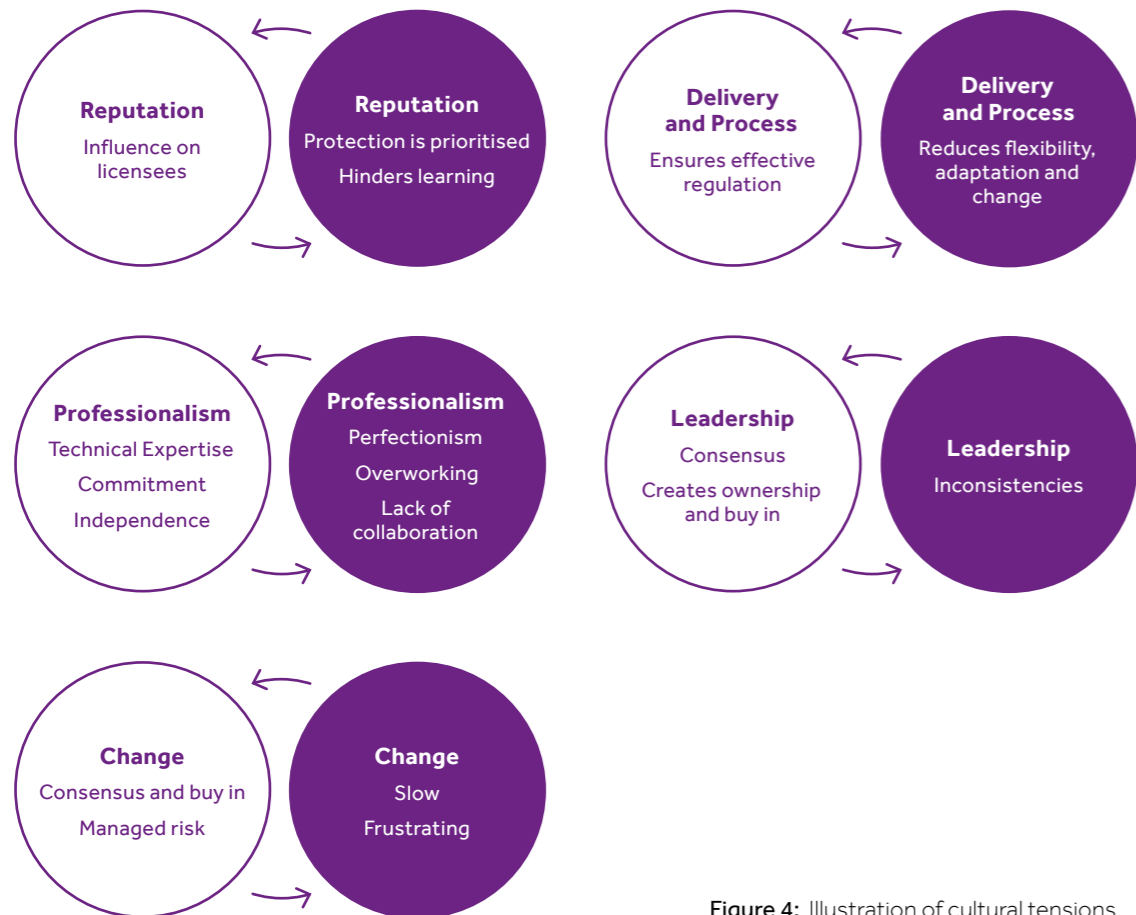 Reputation
Influence on
licensees
Reputation
Protection is prioritised
Hinders learning
Delivery
and Process
Ensures effective
regulation
Delivery
and Process
Reduces flexibility,
adaptation and
change
Professionalism
Technical Expertise
Commitment
Independence
Professionalism
Perfectionism
Overworking
Lack of
collaboration
Leadership
Consensus
Creates ownership
and buy in
Leadership
Inconsistencies
Change
Consensus and buy in
Managed risk
Change
Slow
Frustrating
Figure 4: Illustration of cultural tensions